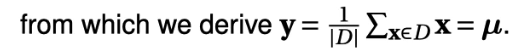 from which we derive y = 1/|D| ∑x∈D x = μ.